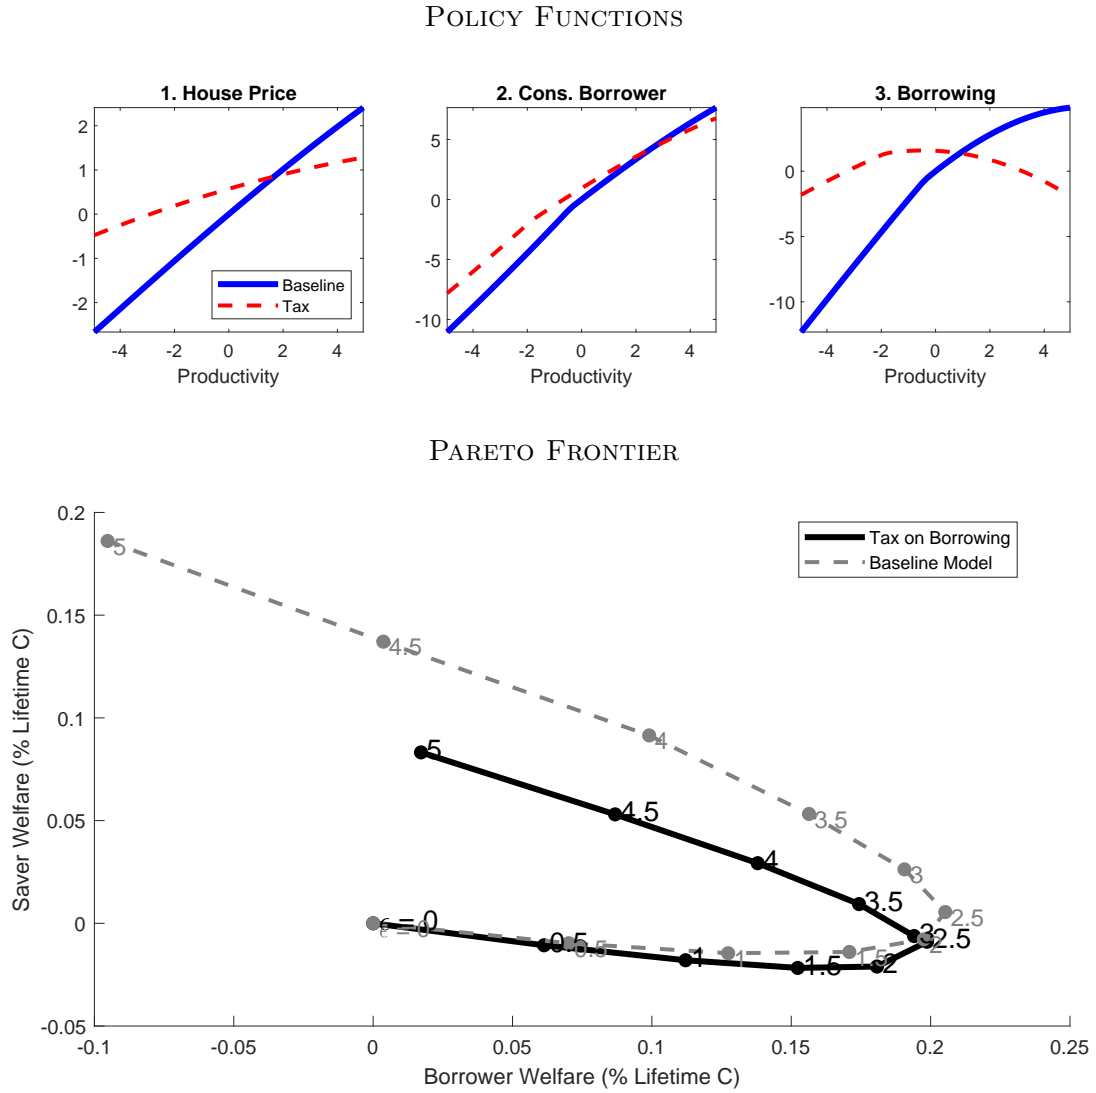 POLICY FUNCTIONS
1. House Price
2. Cons. Borrower
3. Borrowing
2
1
0
-1
-2
5
0
-5
-10
0
-5
-10
Baseline
Tax
-4 -2 0 2 4
-4 -2 0 2 4
-4 -2 0 2 4
Productivity
Productivity
Productivity
PARETO FRONTIER
0.2
0.15
0.1
0.05
0
-0.05
Saver Welfare (% Lifetime C)
Tax on Borrowing
Baseline Model
5
4.5
4
3.5
3
2.5
2
1.5
1
0.5
ϵ = 0
5
4.5
4
3.5
3
2.5
2
1.5
1
0.5
ϵ = 0
-0.1 -0.05 0 0.05 0.1 0.15 0.2 0.25
Borrower Welfare (% Lifetime C)